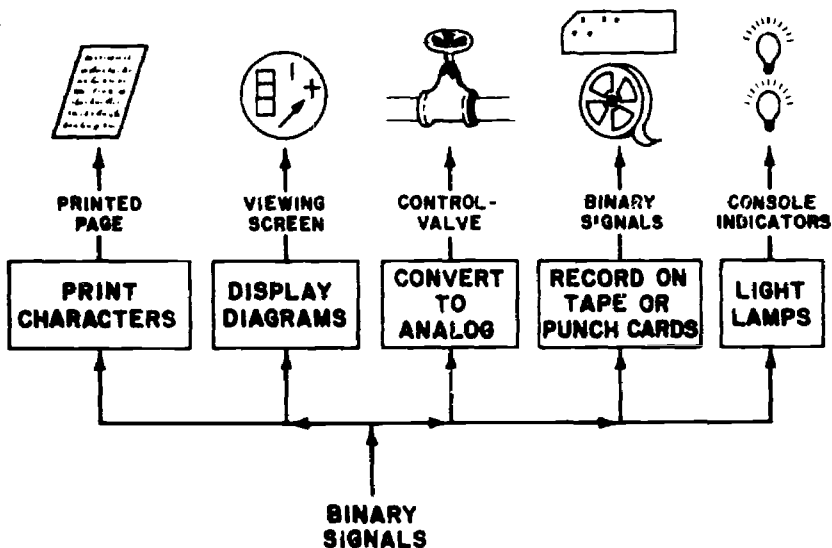 PRINTED
PAGE
VIEWING
SCREEN
CONTROL-
VALVE
BINARY
SIGNALS
CONSOLE
INDICATORS
PRINT
CHARACTERS
DISPLAY
DIAGRAMS
CONVERT
TO
ANALOG
RECORD ON
TAPE OR
PUNCH CARDS
LIGHT
LAMPS
BINARY
SIGNALS